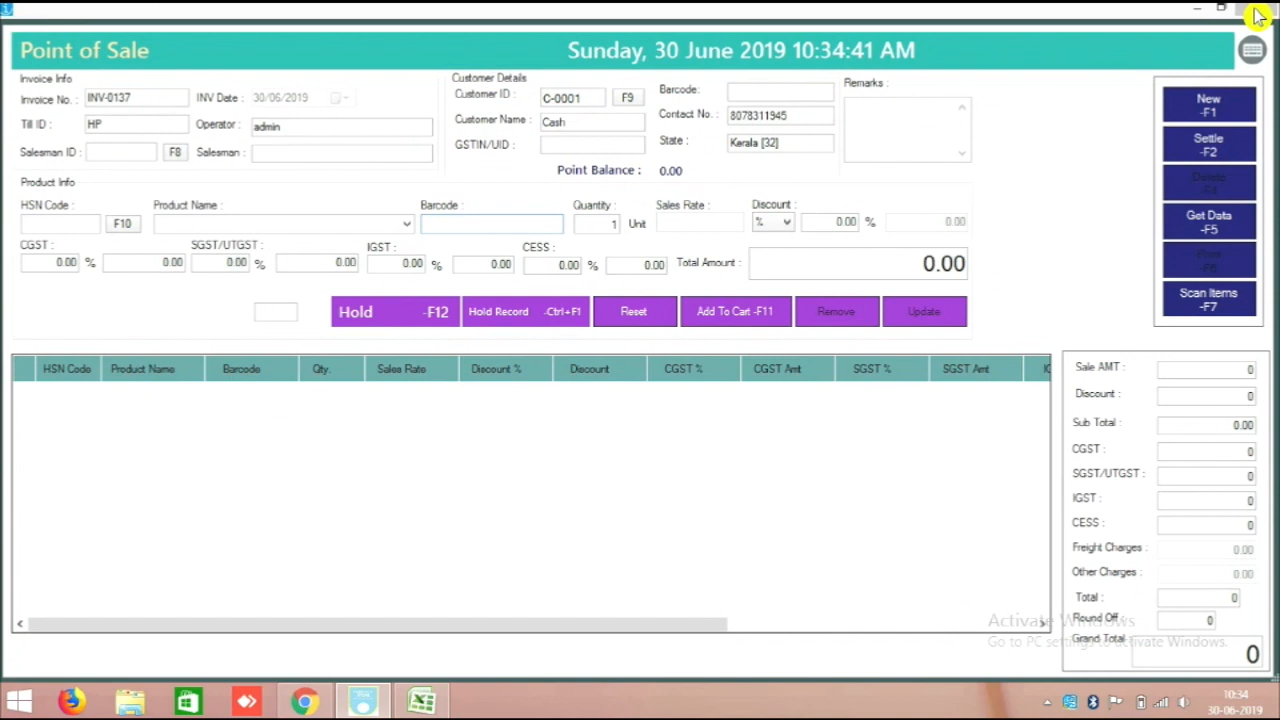 Point of Sale
Sunday, 30 June 2019 10:34:41 AM
Invoice Info
Invoice No. :
INV-0137
INV Date :
30/06/2019
Till ID :
HP
Operator :
admin
Salesman ID :
F8
Salesman :
Customer Details
Customer ID :
C-0001
F9
Customer Name :
Cash
GSTIN/UID :
Barcode:
Contact No. :
8078311945
State :
Kerala [32]
Remarks :
Point Balance :
0.00
New
-F1
Settle
-F2
Delete
-F4
Get Data
-F5
-F6
Scan Items
-F7
Product Info
HSN Code :
F10
Product Name :
Barcode :
Quantity :
1
Unit
Sales Rate :
Discount :
%
0.00
%
0.00
CGST :
0.00
%
0.00
SGST/UTGST :
0.00
%
0.00
IGST :
0.00
%
0.00
CESS :
0.00
%
0.00
Total Amount :
0.00
Hold -F12
Hold Record -Ctrl+F1
Reset
Add To Cart -F11
Remove
Update
HSN Code
Product Name
Barcode
Qty.
Sales Rate
Discount %
Discount
CGST %
CGST Amt
SGST %
SGST Amt
Sale AMT :
0
Discount :
0
Sub Total :
0.00
CGST :
0
SGST/UTGST :
0
IGST :
0
CESS :
0
Freight Charges :
0.00
Other Charges :
0.00
Total :
0
Round Off :
0
Grand Total
0
Activate Windows
Go to PC settings to activate Windows.
10:34
30-06-2019